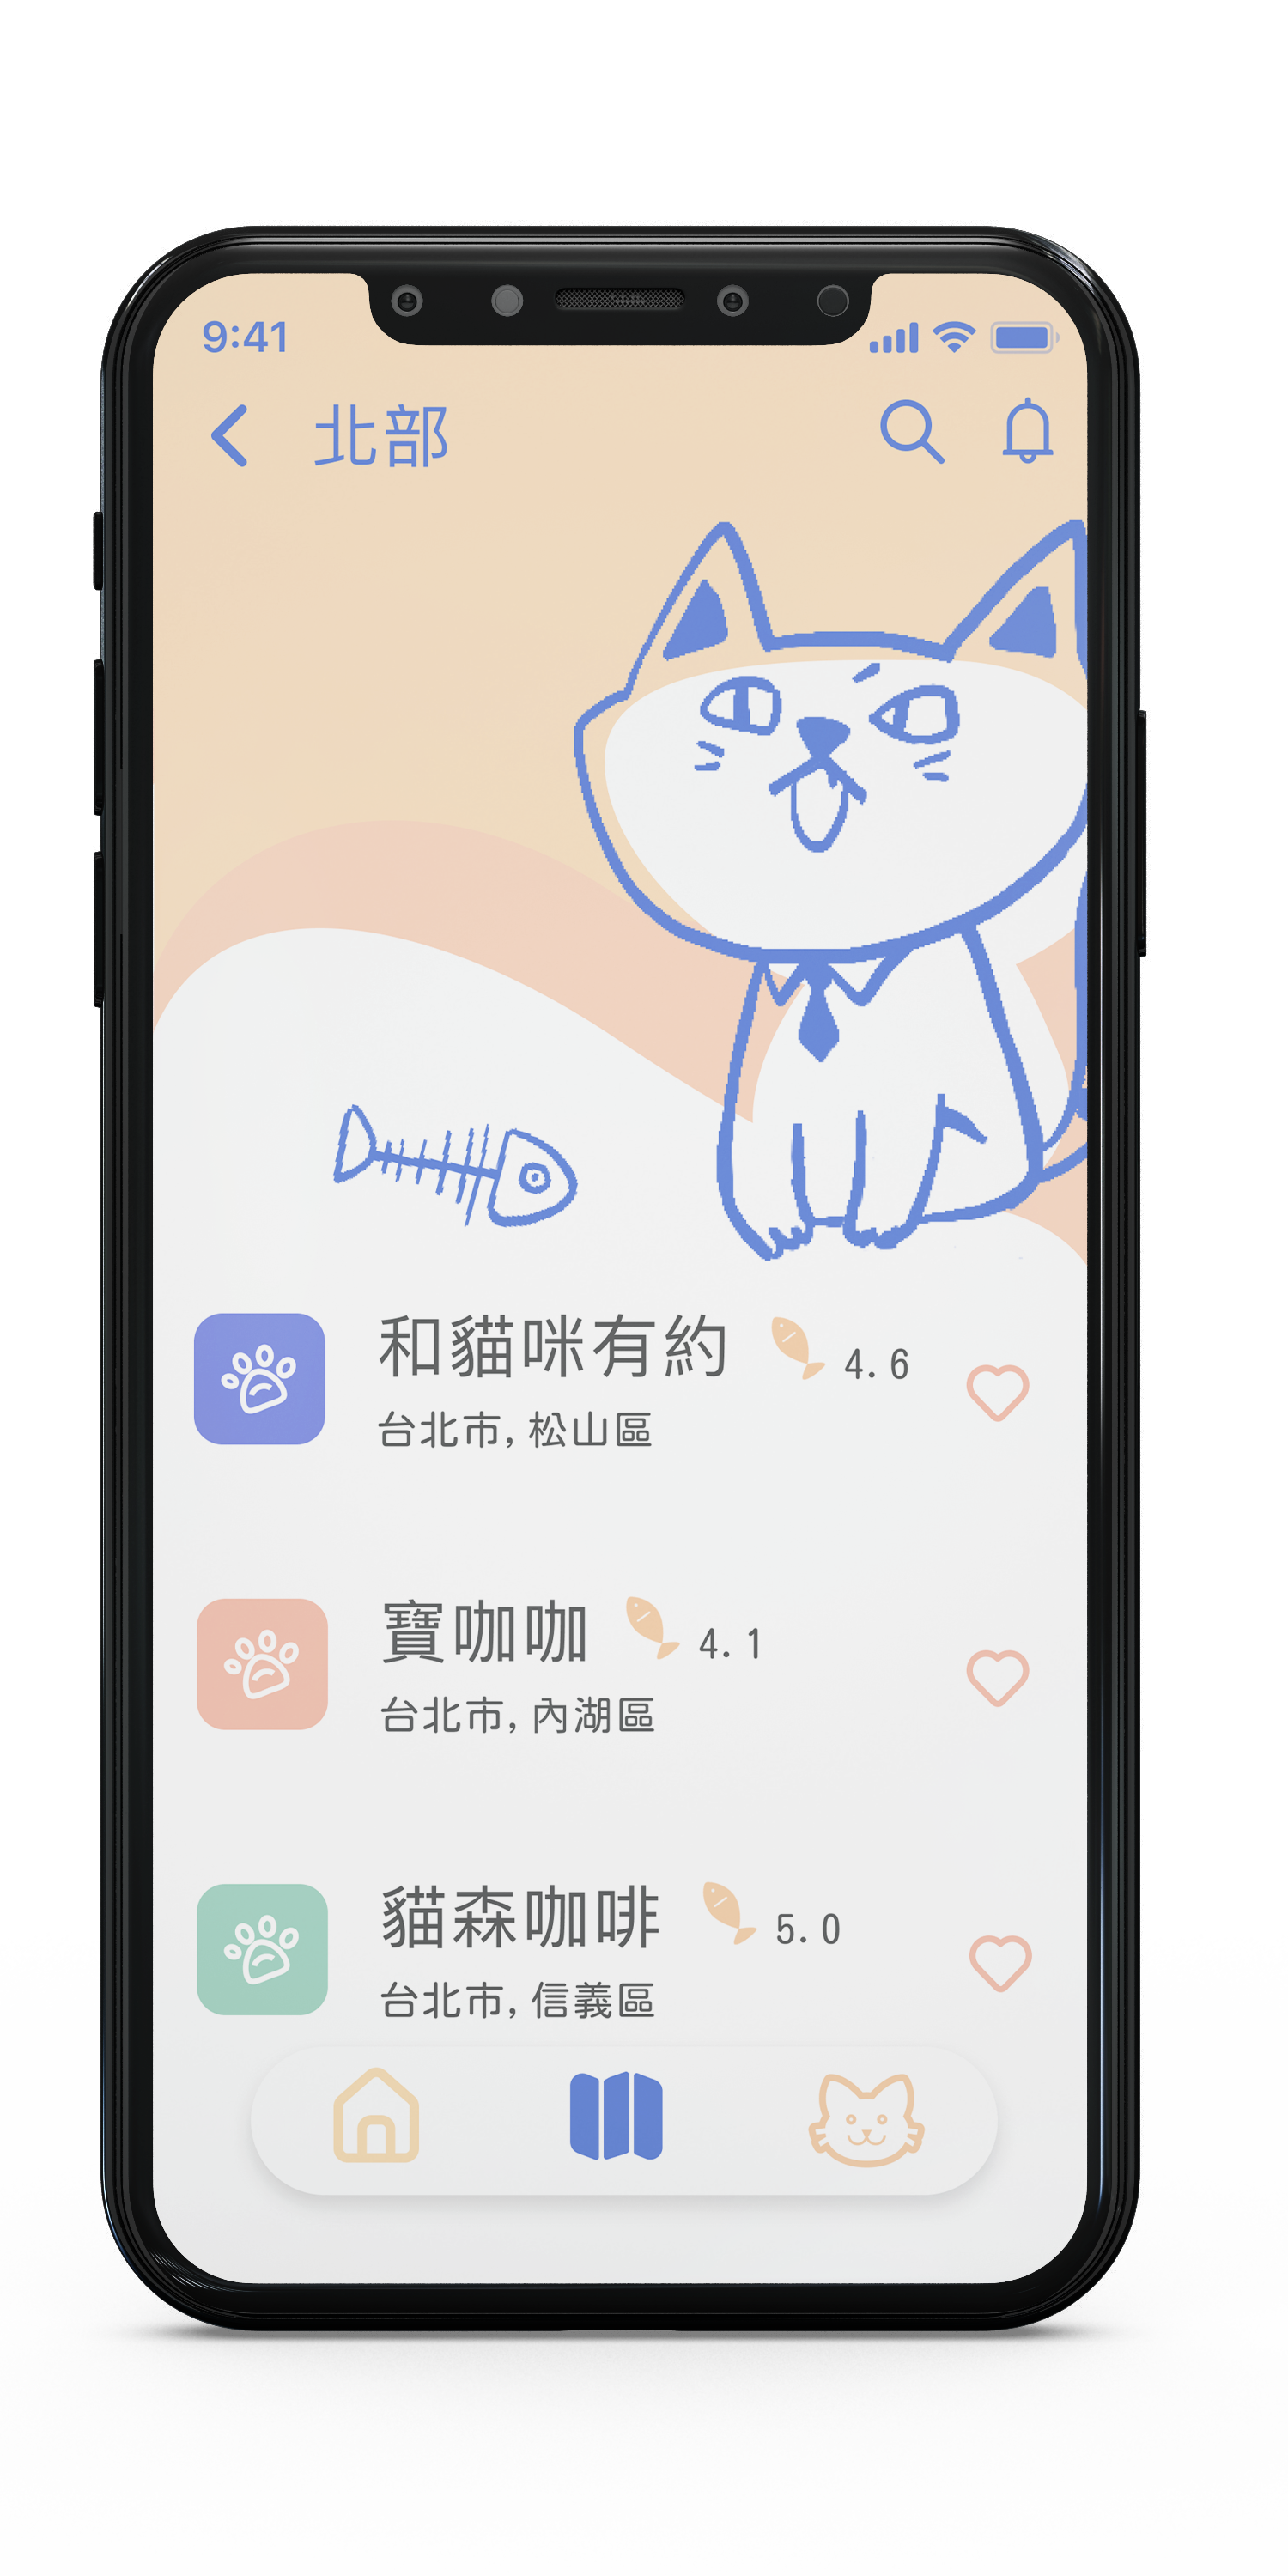 9:41
北部
和貓咪有約 4.6
台北市, 松山區
寶咖咖 4.1
台北市, 內湖區
貓森咖啡 5.0
台北市, 信義區